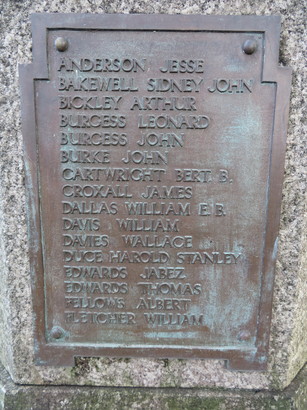 ANDERSON JESSE
BAKEWELL SIDNEY JOHN
BICKLEY ARTHUR
BURGESS LEONARD
BURGESS JOHN
BURKE JOHN
CARTWRIGHT BERT B.
CROXALL JAMES
DALLAS WILLIAM E.R.
DAVIS WILLIAM
DAVIES WALLACE
DUCE HAROLD STANLEY
EDWARDS JABEZ
EDWARDS THOMAS
FELLOWS ALBERT
FLETCHER WILLIAM